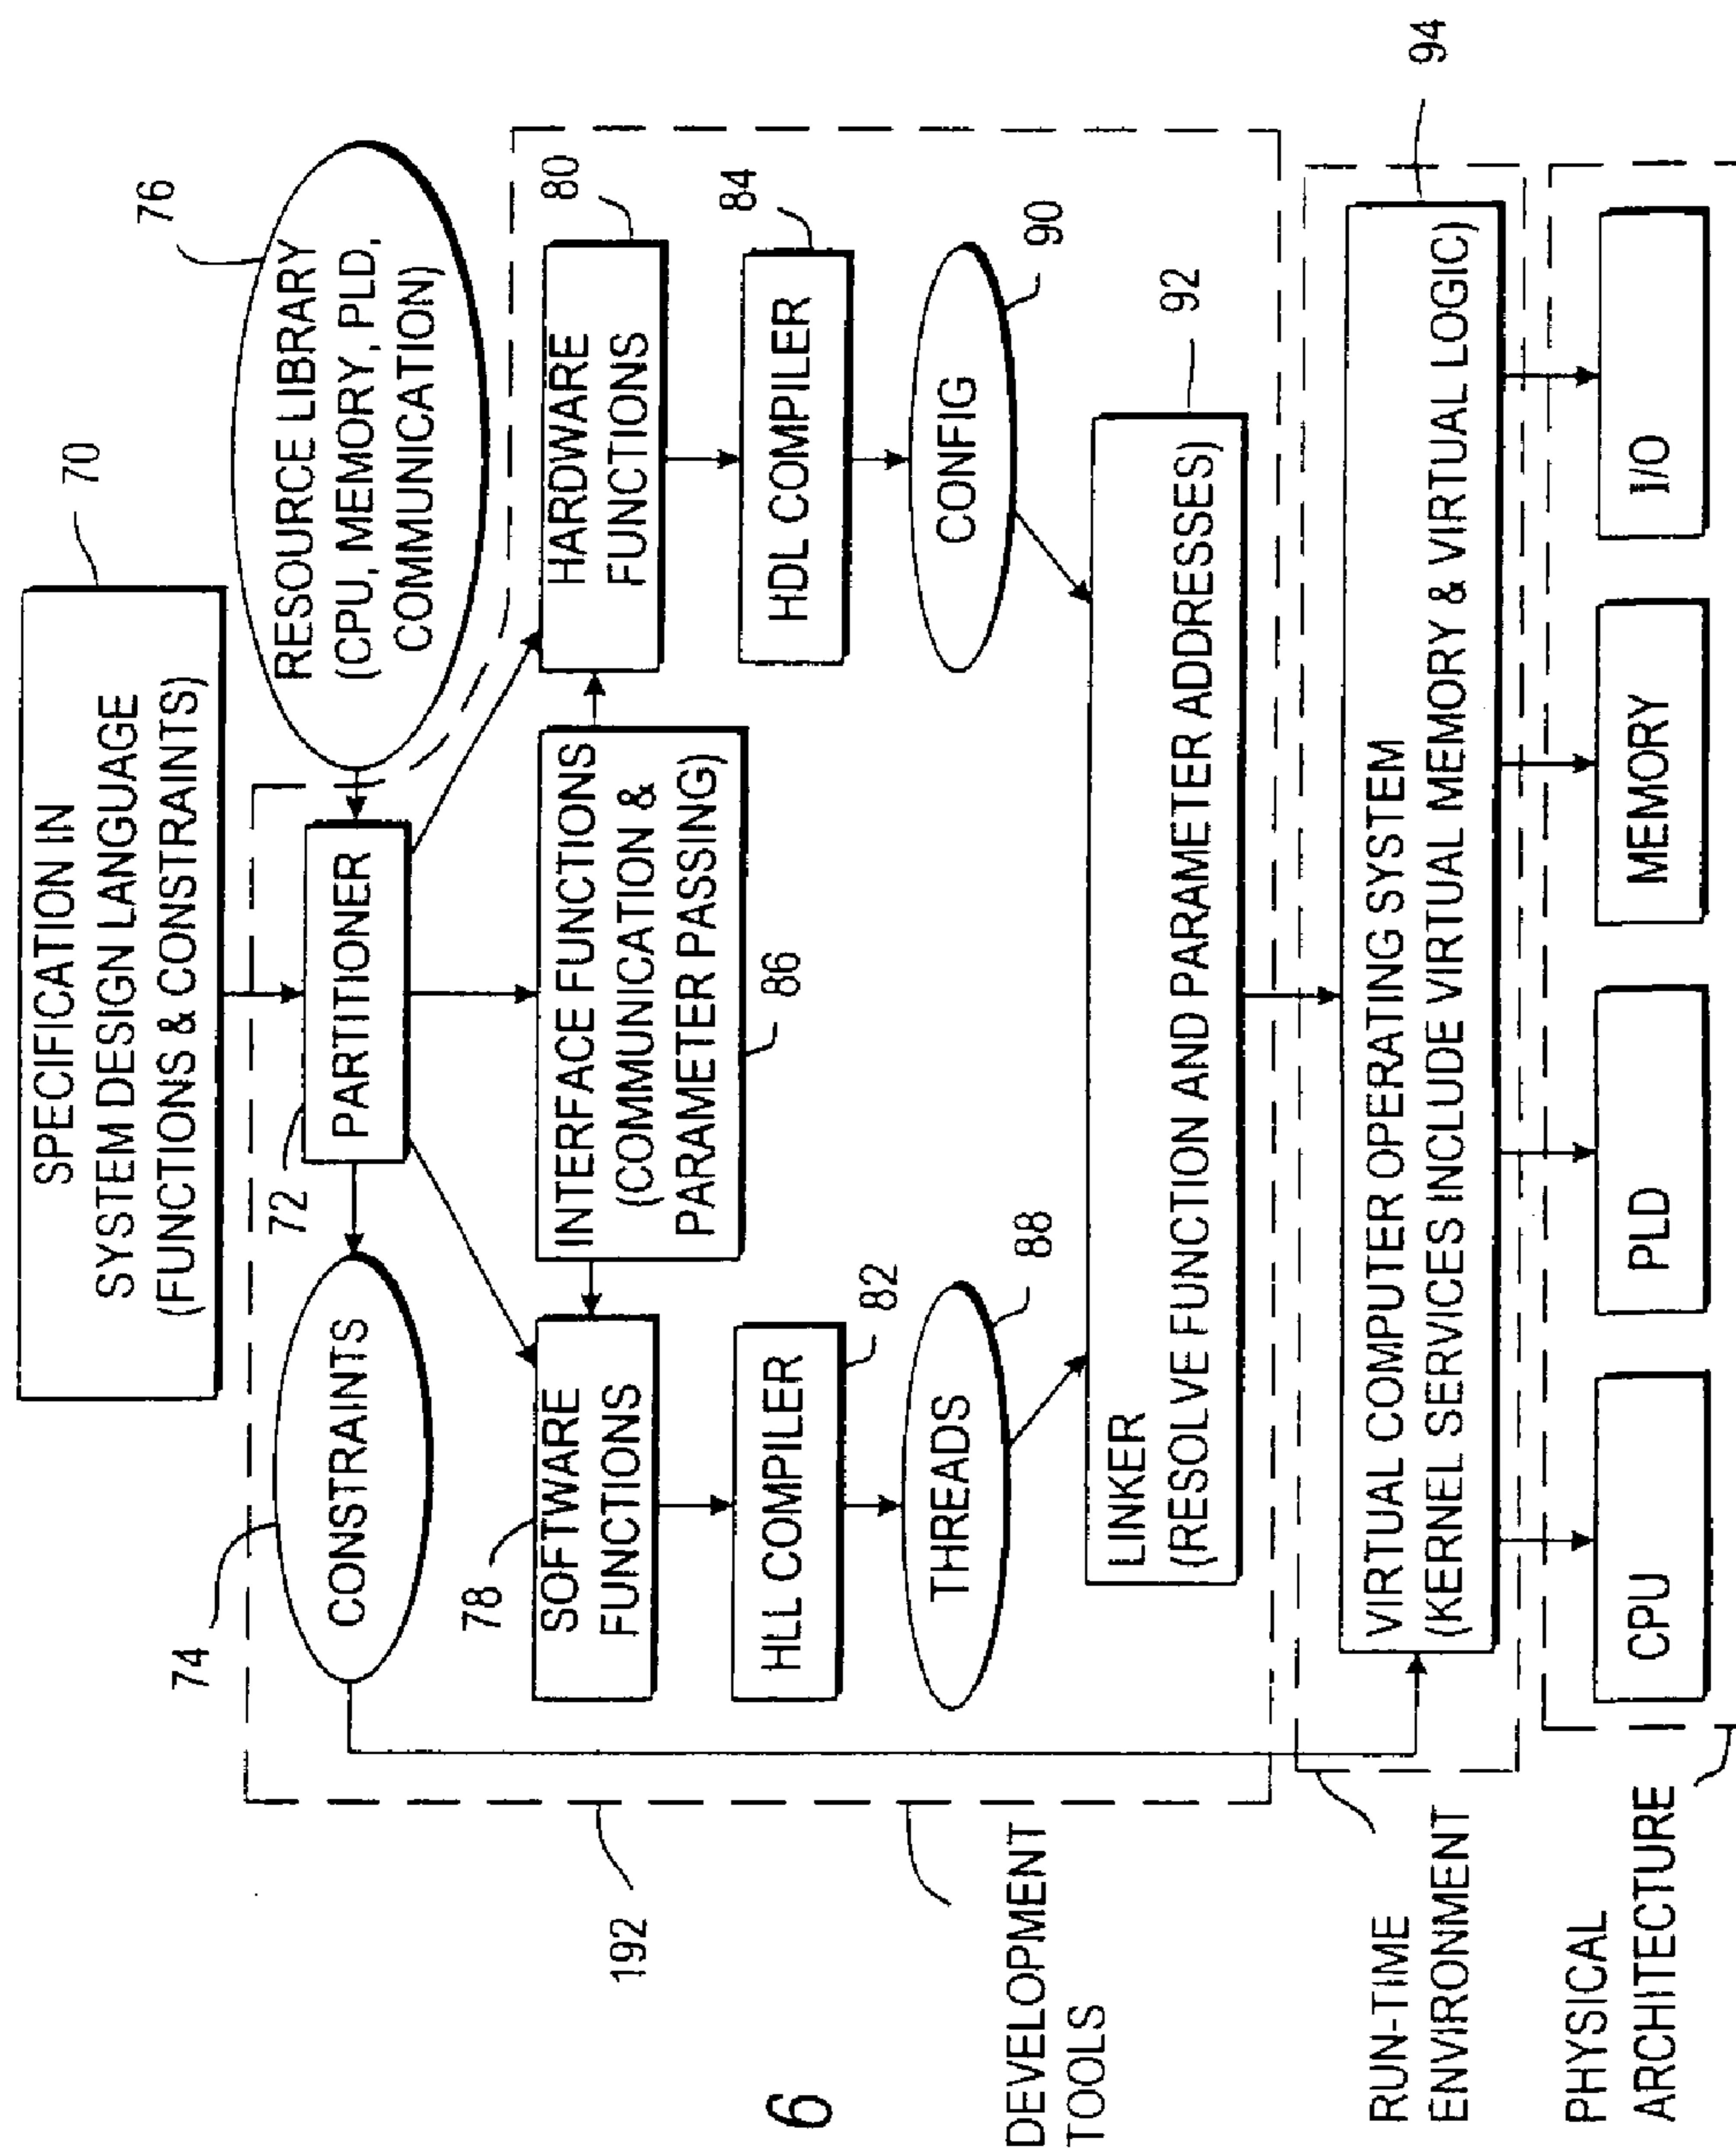 70
SPECIFICATION IN
SYSTEM DESIGN LANGUAGE
(FUNCTIONS & CONSTRAINTS)
74
CONSTRAINTS
72
PARTITIONER
76
RESOURCE LIBRARY
(CPU, MEMORY, PLD,
COMMUNICATION)
78
SOFTWARE
FUNCTIONS
INTERFACE FUNCTIONS
(COMMUNICATION &
PARAMETER PASSING)
86
80
HARDWARE
FUNCTIONS
HLL COMPILER
82
HDL COMPILER
84
THREADS
88
CONFIG
90
192
LINKER
(RESOLVE FUNCTION AND PARAMETER ADDRESSES)
92
DEVELOPMENT
TOOLS
VIRTUAL COMPUTER OPERATING SYSTEM
(KERNEL SERVICES INCLUDE VIRTUAL MEMORY & VIRTUAL LOGIC)
94
RUN-TIME
ENVIRONMENT
CPU
PLD
MEMORY
I/O
PHYSICAL
ARCHITECTURE
6